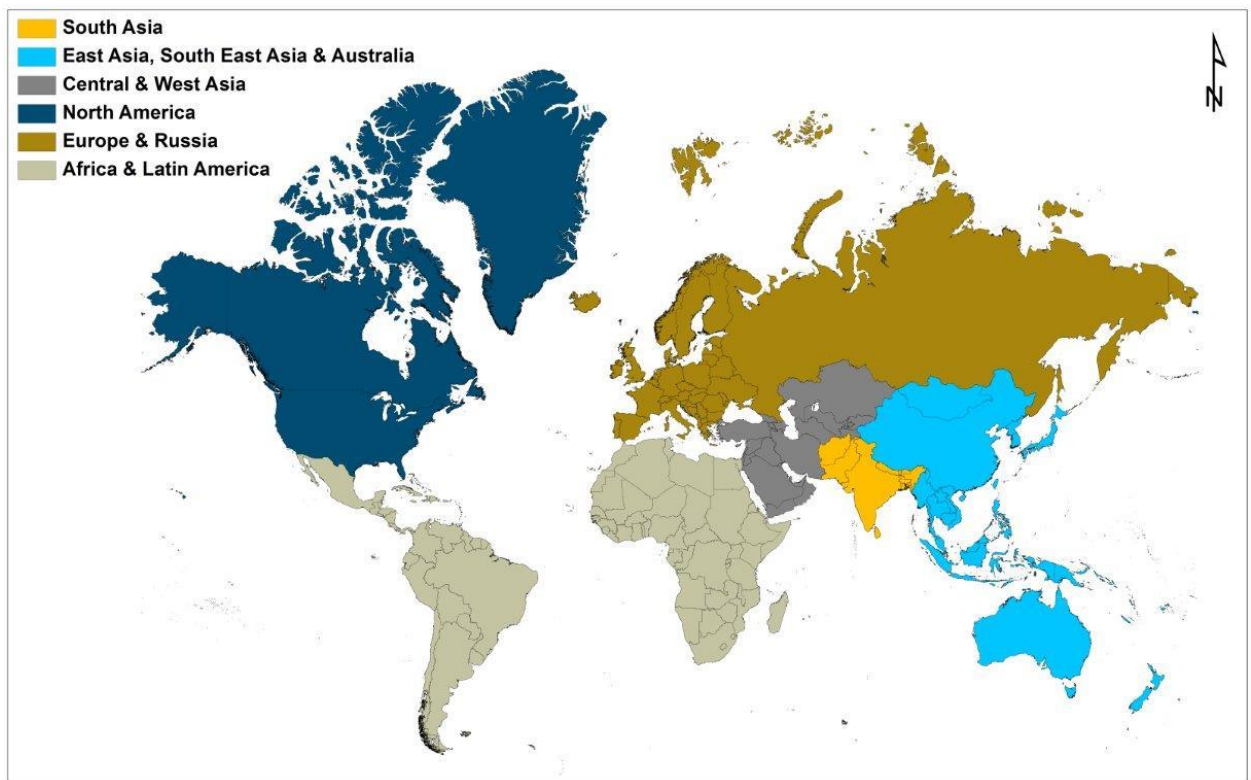 South Asia
East Asia, South East Asia & Australia
Central & West Asia
North America
Europe & Russia
Africa & Latin America
N